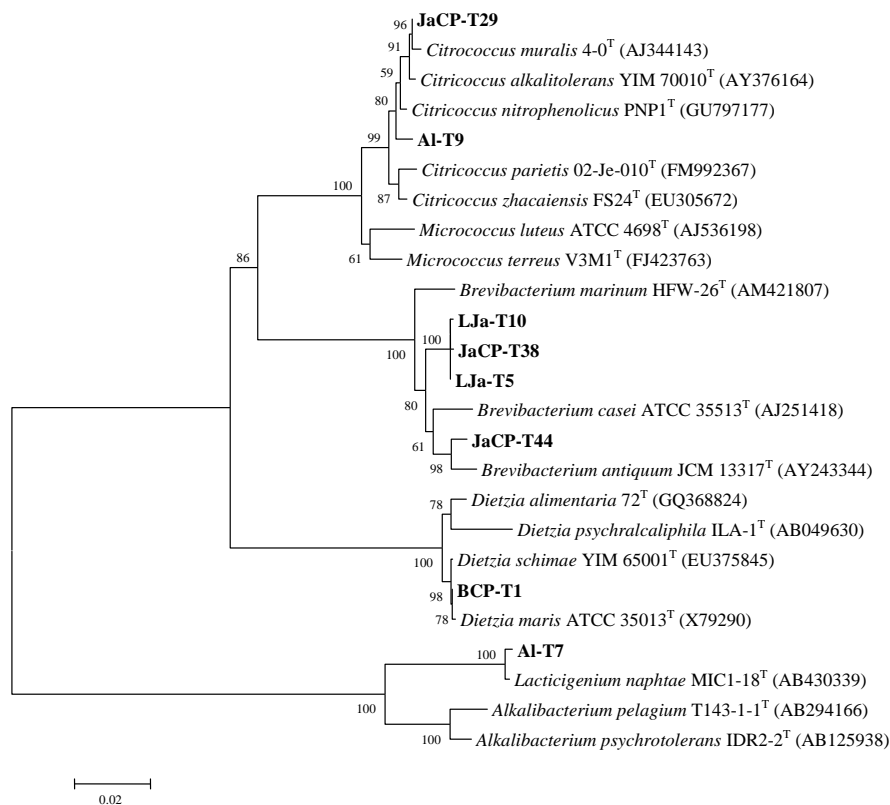 96 JaCP-T29
91 Citrococcus muralis 4-0T (AJ344143)
59 Citricoccus alkalitolerans YIM 70010T (AY376164)
80 Citricoccus nitrophenolicus PNP1T (GU797177)
99 Al-T9
Citricoccus parietis 02-Je-010T (FM992367)
100
87 Citricoccus zhacaiensis FS24T (EU305672)
Micrococcus luteus ATCC 4698T (AJ536198)
86 61 Micrococcus terreus V3M1T (FJ423763)
Brevibacterium marinum HFW-26T (AM421807)
LJa-T10
100 100 JaCP-T38
LJa-T5
80 Brevibacterium casei ATCC 35513T (AJ251418)
61 JaCP-T44
98 Brevibacterium antiquum JCM 13317T (AY243344)
78 Dietzia alimentaria 72T (GQ368824)
Dietzia psychralcaliphila ILA-1T (AB049630)
100 Dietzia schimae YIM 65001T (EU375845)
98 BCP-T1
78 Dietzia maris ATCC 35013T (X79290)
100 Al-T7
Lacticigenium naphtae MIC1-18T (AB430339)
100 Alkalibacterium pelagium T143-1-1T (AB294166)
100 Alkalibacterium psychrotolerans IDR2-2T (AB125938)
0.02